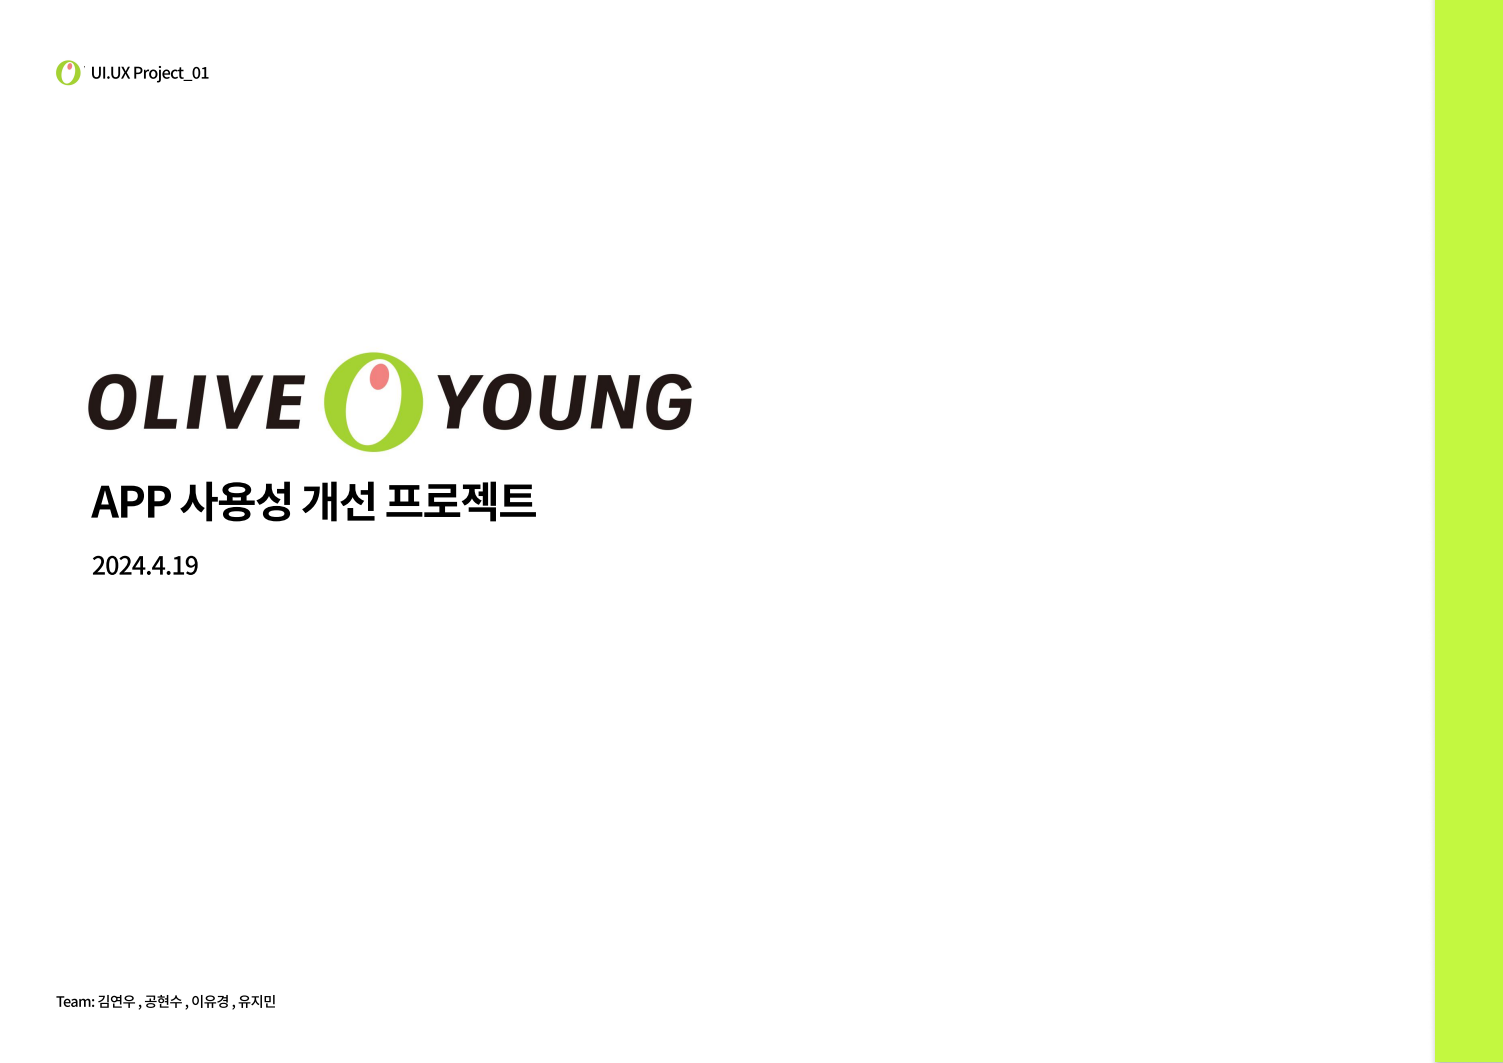 UI.UX Project_01
OLIVE YOUNG
APP 사용성 개선 프로젝트
2024.4.19
Team: 김연우 , 공현수 , 이유경 , 유지민